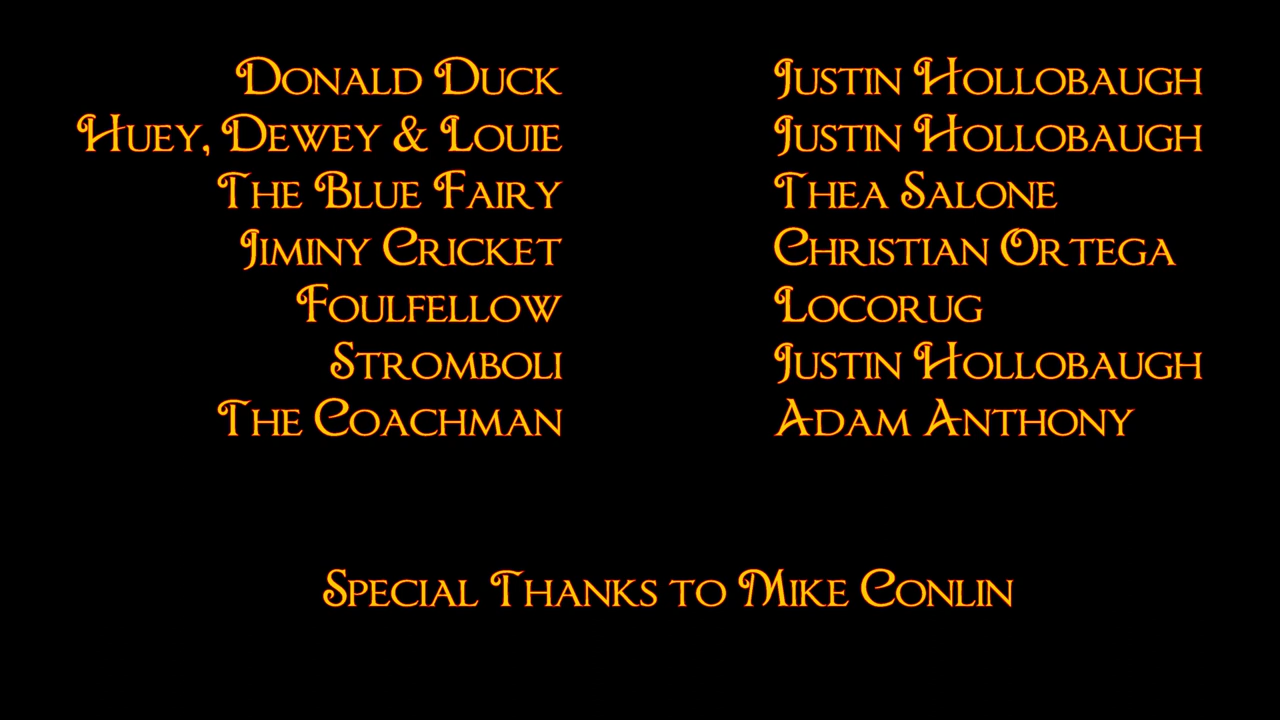 Donald Duck Justin Hollobaugh
Huey, Dewey & Louie Justin Hollobaugh
The Blue Fairy Thea Salone
Jiminy Cricket Christian Ortega
Foulfellow Locorug
Stromboli Justin Hollobaugh
The Coachman Adam Anthony
Special Thanks to Mike Conlin